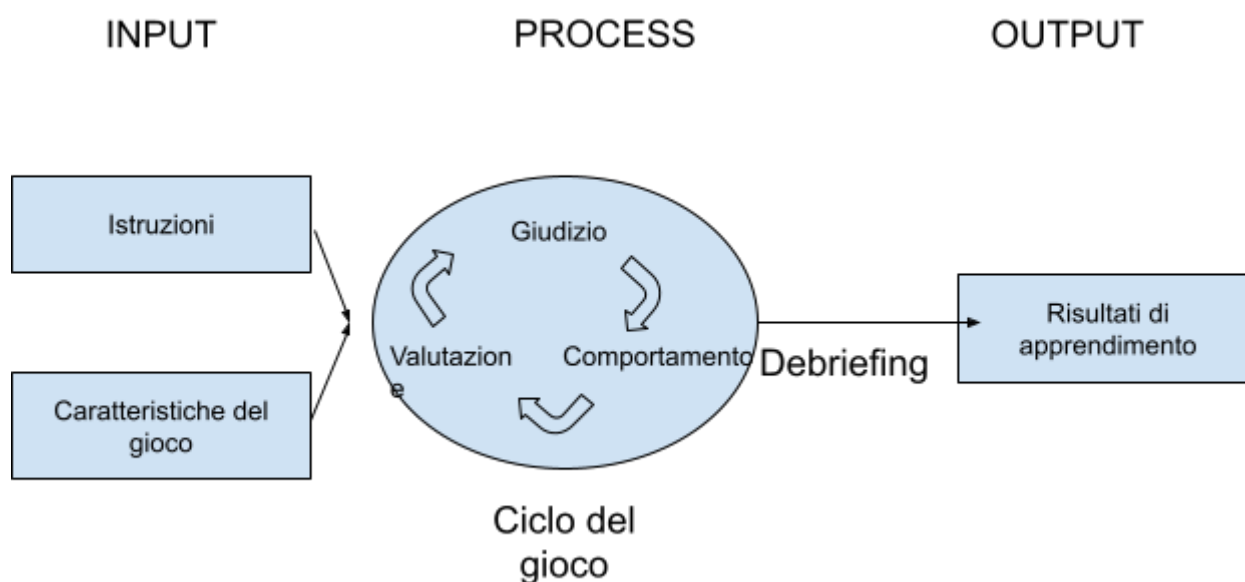 INPUT
PROCESS
OUTPUT
Istruzioni
Caratteristiche del
gioco
Giudizio
Valutazion
e
Comportamento
Ciclo del
gioco
Debriefing
Risultati di
apprendimento